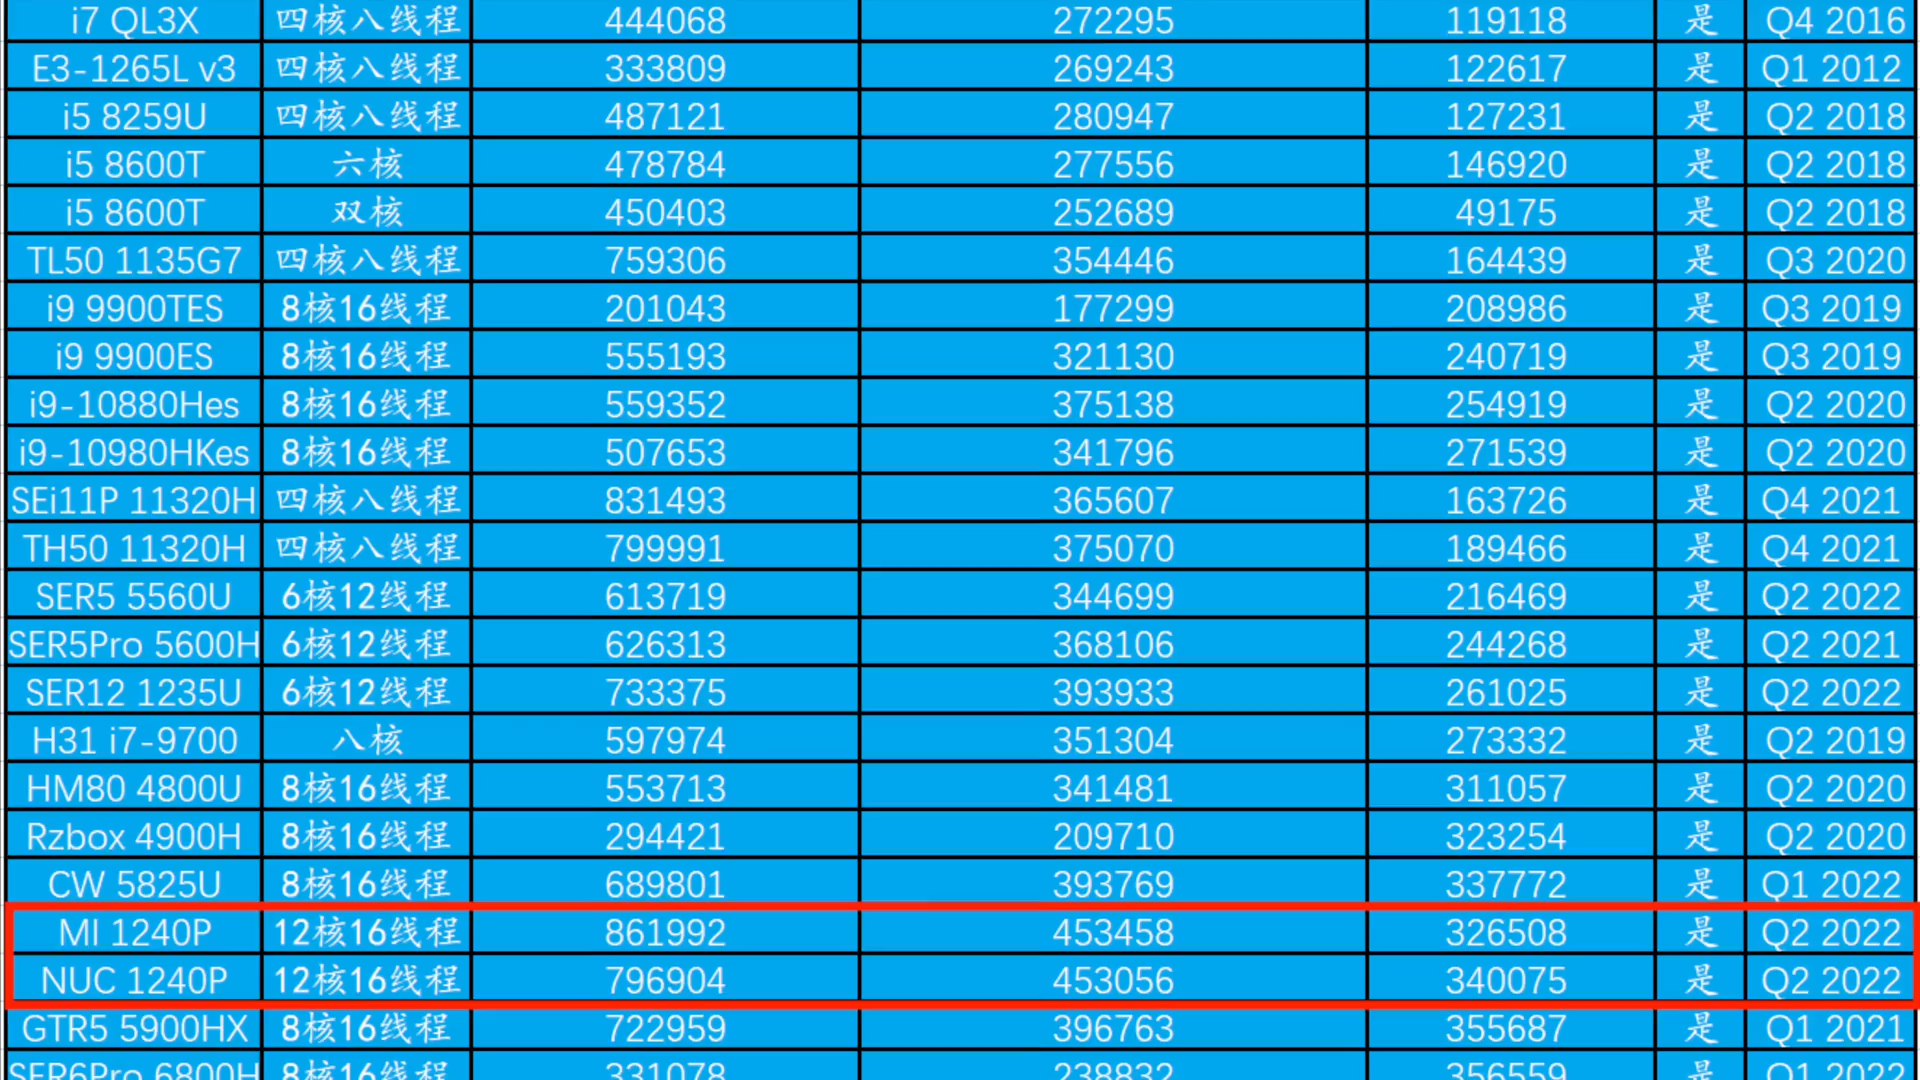 i7 QL3X 四核八线程 444068 272295 119118 是 Q4 2016
E3-1265L v3 四核八线程 333809 269243 122617 是 Q1 2012
i5 8259U 四核八线程 487121 280947 127231 是 Q2 2018
i5 8600T 六核 478784 277556 146920 是 Q2 2018
i5 8600T 双核 450403 252689 49175 是 Q2 2018
TL50 1135G7 四核八线程 759306 354446 164439 是 Q3 2020
i9 9900TES 8核16线程 201043 177299 208986 是 Q3 2019
i9 9900ES 8核16线程 555193 321130 240719 是 Q3 2019
i9-10880Hes 8核16线程 559352 375138 254919 是 Q2 2020
i9-10980HKes 8核16线程 507653 341796 271539 是 Q2 2020
SEi11P 11320H 四核八线程 831493 365607 163726 是 Q4 2021
TH50 11320H 四核八线程 799991 375070 189466 是 Q4 2021
SER5 5560U 6核12线程 613719 344699 216469 是 Q2 2022
SER5Pro 5600H 6核12线程 626313 368106 244268 是 Q2 2021
SER12 1235U 6核12线程 733375 393933 261025 是 Q2 2022
H31 i7-9700 八核 597974 351304 273332 是 Q2 2019
HM80 4800U 8核16线程 553713 341481 311057 是 Q2 2020
Rzbox 4900H 8核16线程 294421 209710 323254 是 Q2 2020
CW 5825U 8核16线程 689801 393769 337772 是 Q1 2022
MI 1240P 12核16线程 861992 453458 326508 是 Q2 2022
NUC 1240P 12核16线程 796904 453056 340075 是 Q2 2022
GTR5 5900HX 8核16线程 722959 396763 355687 是 Q1 2021
SER6Pro 6800H 8核16线程 331078 238832 356559 是 Q1 2022